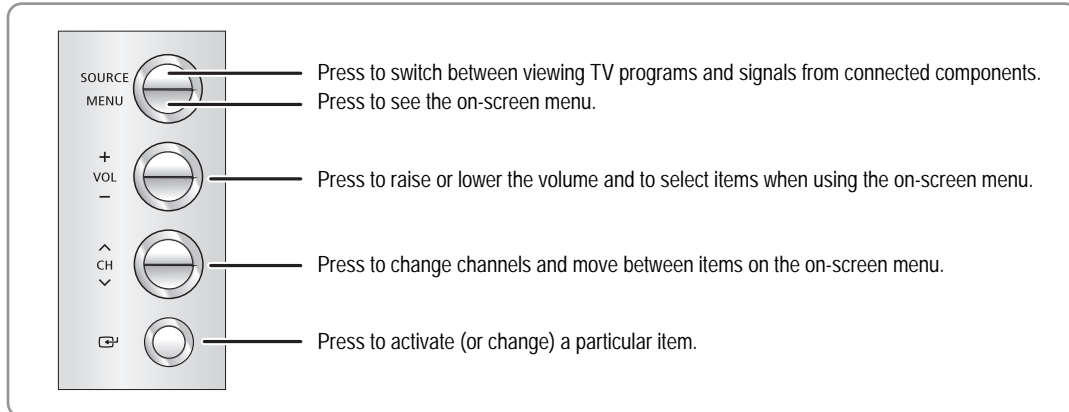 SOURCE
Press to switch between viewing TV programs and signals from connected components.
MENU
Press to see the on-screen menu.
+
VOL
−
Press to raise or lower the volume and to select items when using the on-screen menu.
CH
Press to change channels and move between items on the on-screen menu.
Press to activate (or change) a particular item.